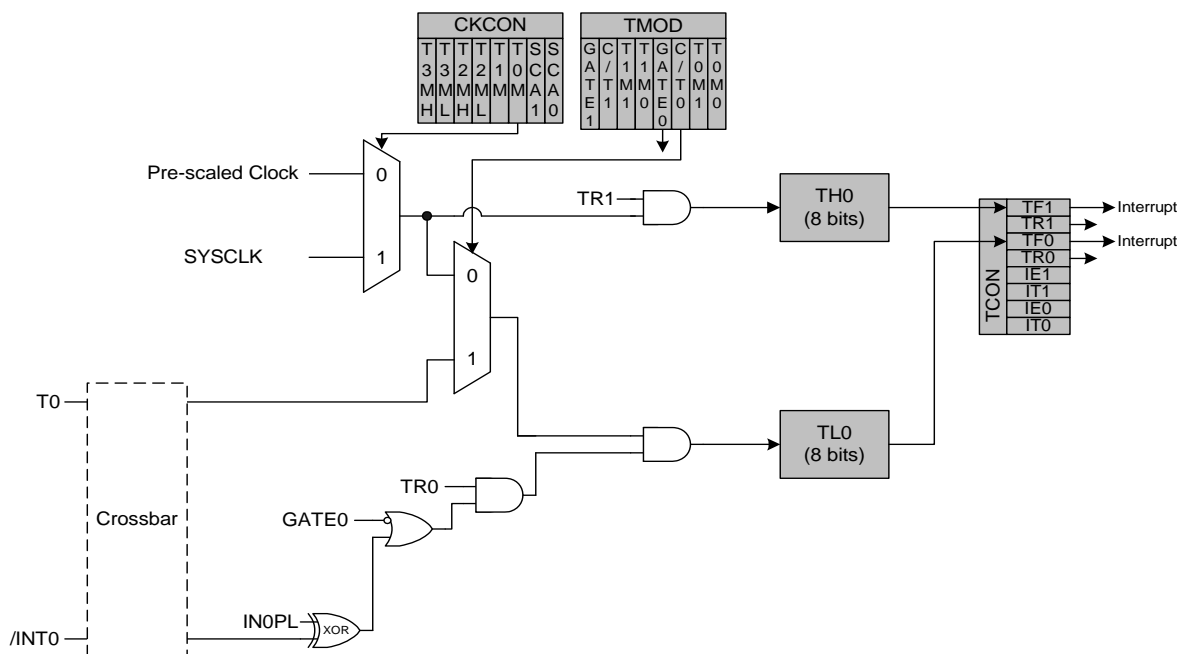 CKCON
T3MH T3ML T2MH T2ML T1M T0M SCA1 SCA0
TMOD
GATE1 C/T1 T1M1 T1M0 GATE0 C/T0 T0M1 T0M0
Pre-scaled Clock
0
SYSCLK
1
TR1
TH0
(8 bits)
TCON
TF1
Interrupt
TR1
TF0
Interrupt
TR0
IE1
IT1
IE0
IT0
0
1
T0
Crossbar
TL0
(8 bits)
TR0
GATE0
IN0PL
XOR
/INT0